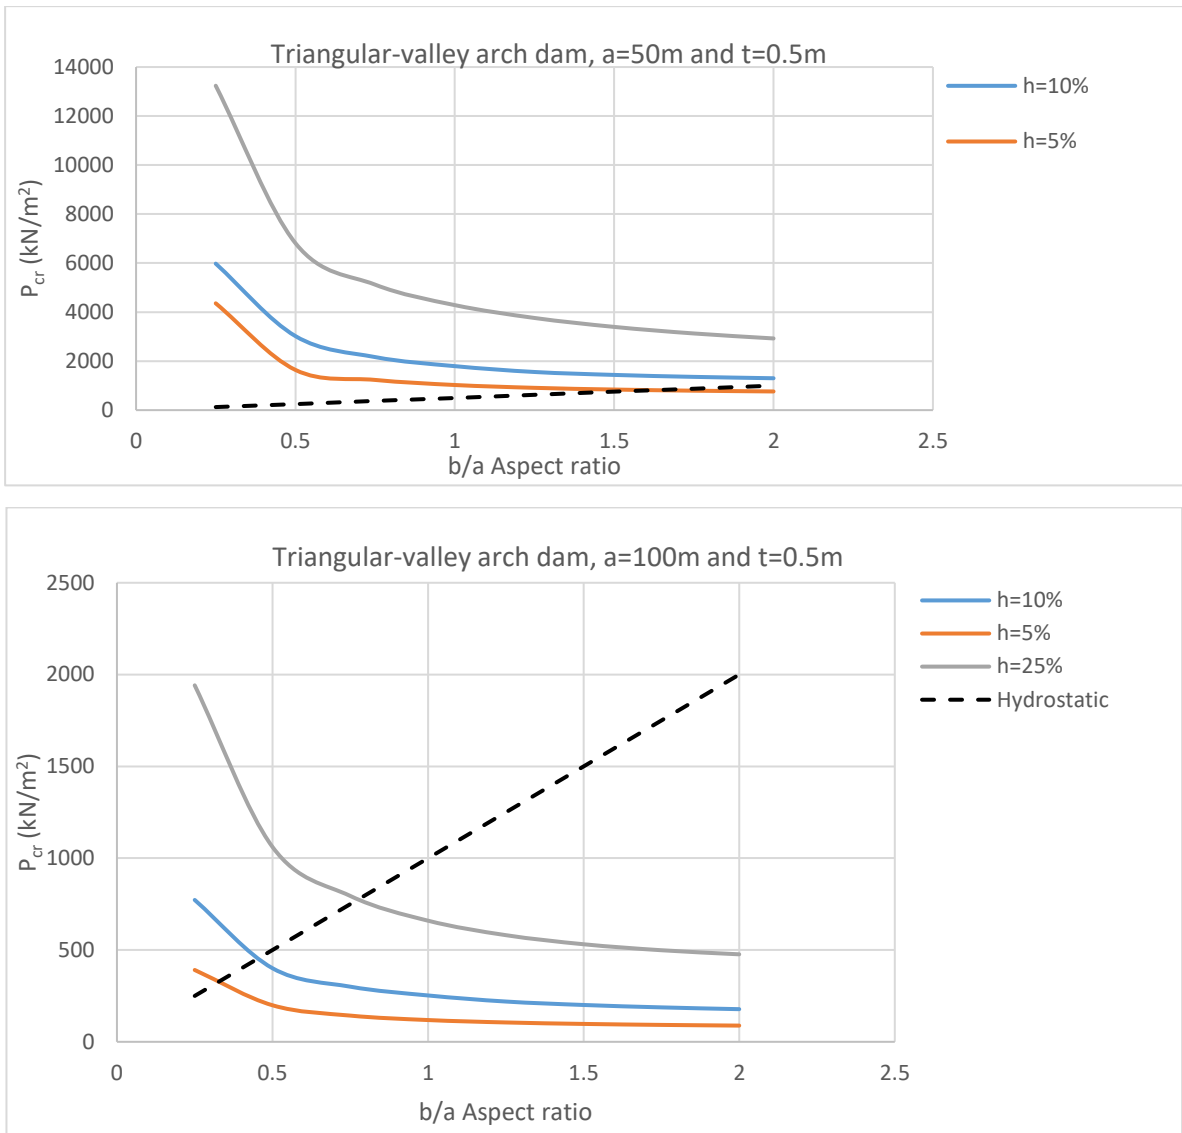 Triangular-valley arch dam, a=50m and t=0.5m
14000
12000
10000
8000
6000
4000
2000
0
P_cr (kN/m²)
0 0.5 1 1.5 2 2.5
b/a Aspect ratio
h=10%
h=5%
Triangular-valley arch dam, a=100m and t=0.5m
2500
2000
1500
1000
500
0
P_cr (kN/m²)
0 0.5 1 1.5 2 2.5
b/a Aspect ratio
h=10%
h=5%
h=25%
Hydrostatic